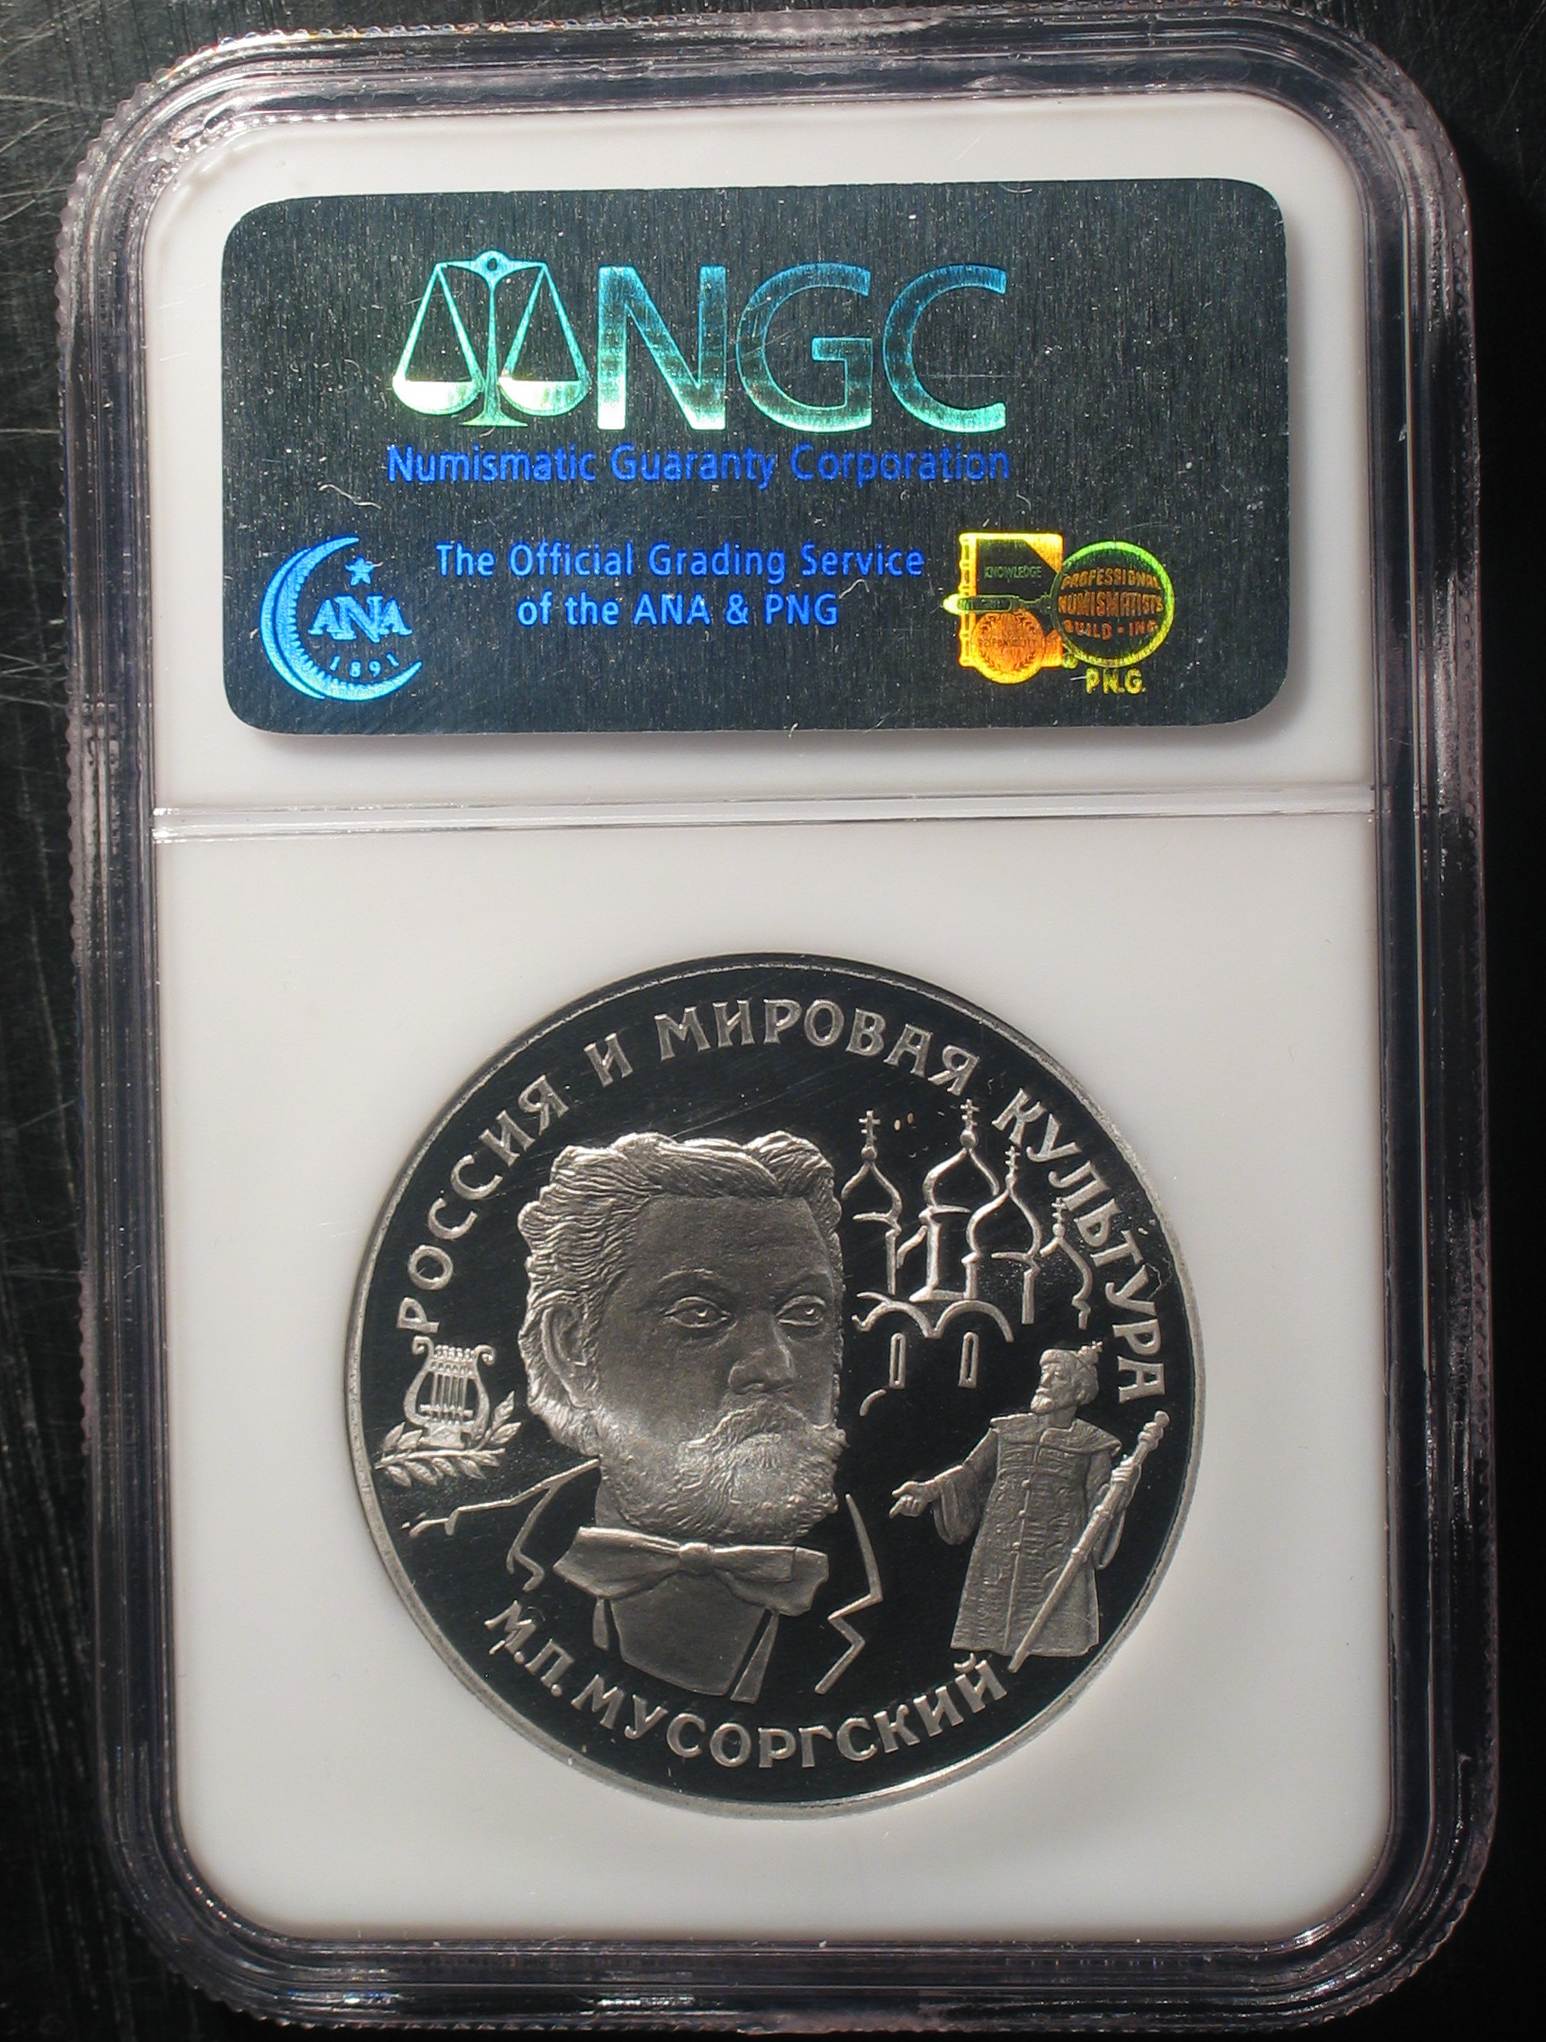 NGC
Numismatic Guaranty Corporation
The Official Grading Service
of the ANA & PNG
ANA
1891
KNOWLEDGE
PROFESSIONAL
NUMISMATISTS
GUILD - INC
P.N.G.
РОССИЯ И МИРОВАЯ КУЛЬТУРА
М.П. МУСОРГСКИЙ